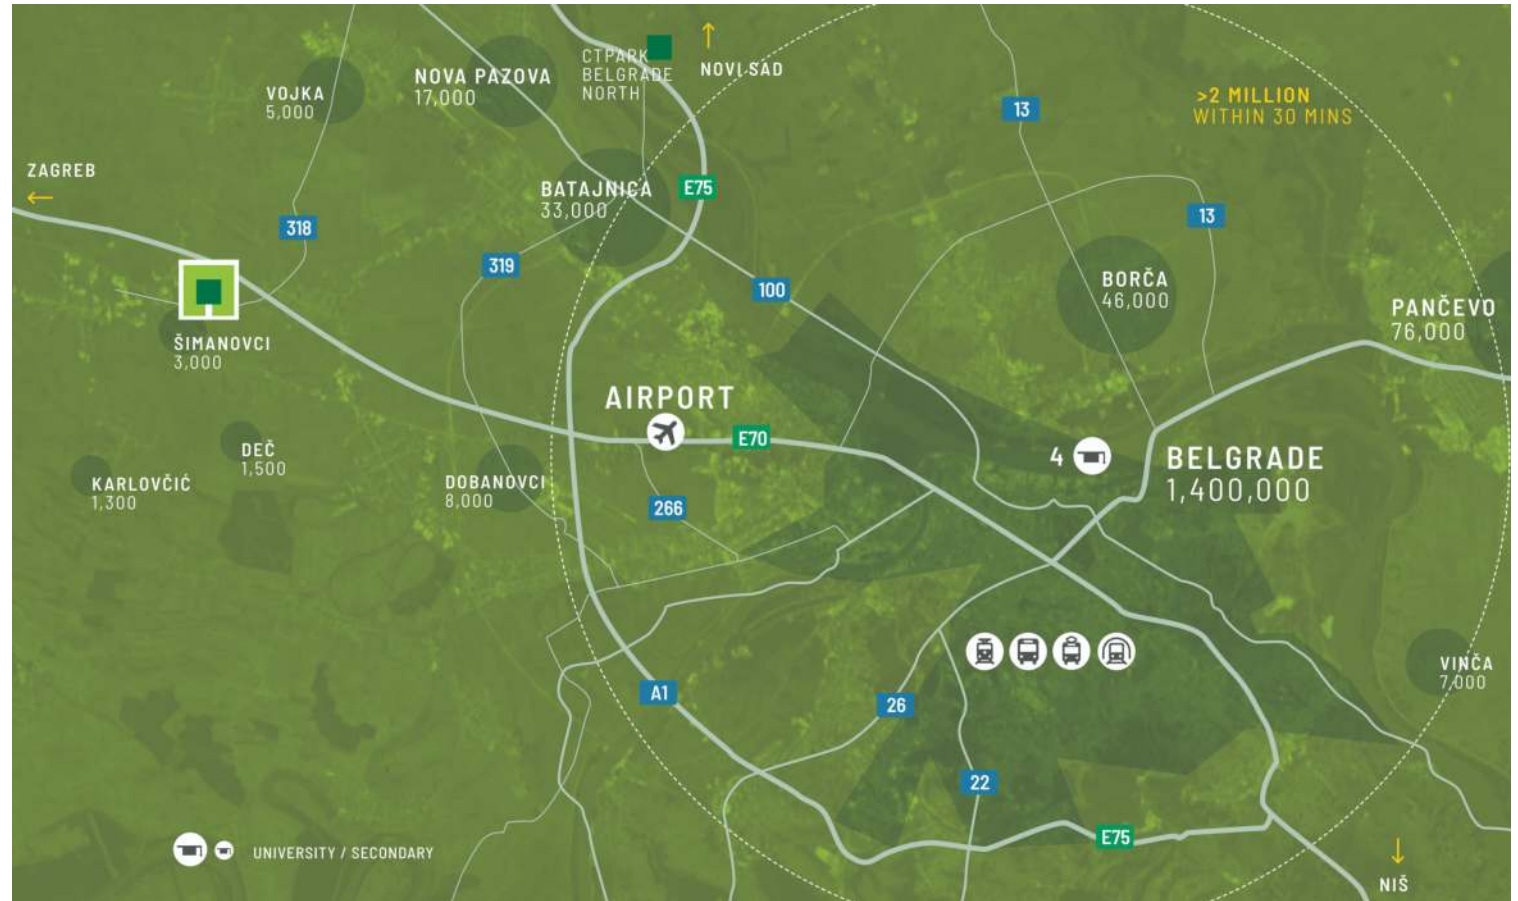 CTPARK
BELGRADE
NORTH
NOVI SAD
NOVA PAZOVA
17,000
VOJKA
5,000
13
>2 MILLION
WITHIN 30 MINS
ZAGREB
BATAJNICA
33,000
E75
318
13
319
100
BORČA
46,000
PANČEVO
76,000
ŠIMANOVCI
3,000
AIRPORT
E70
DEČ
1,500
KARLOVČIĆ
1,300
DOBANOVCI
8,000
266
4
BELGRADE
1,400,000
A1
26
22
VINČA
7,000
E75
UNIVERSITY / SECONDARY
NIŠ